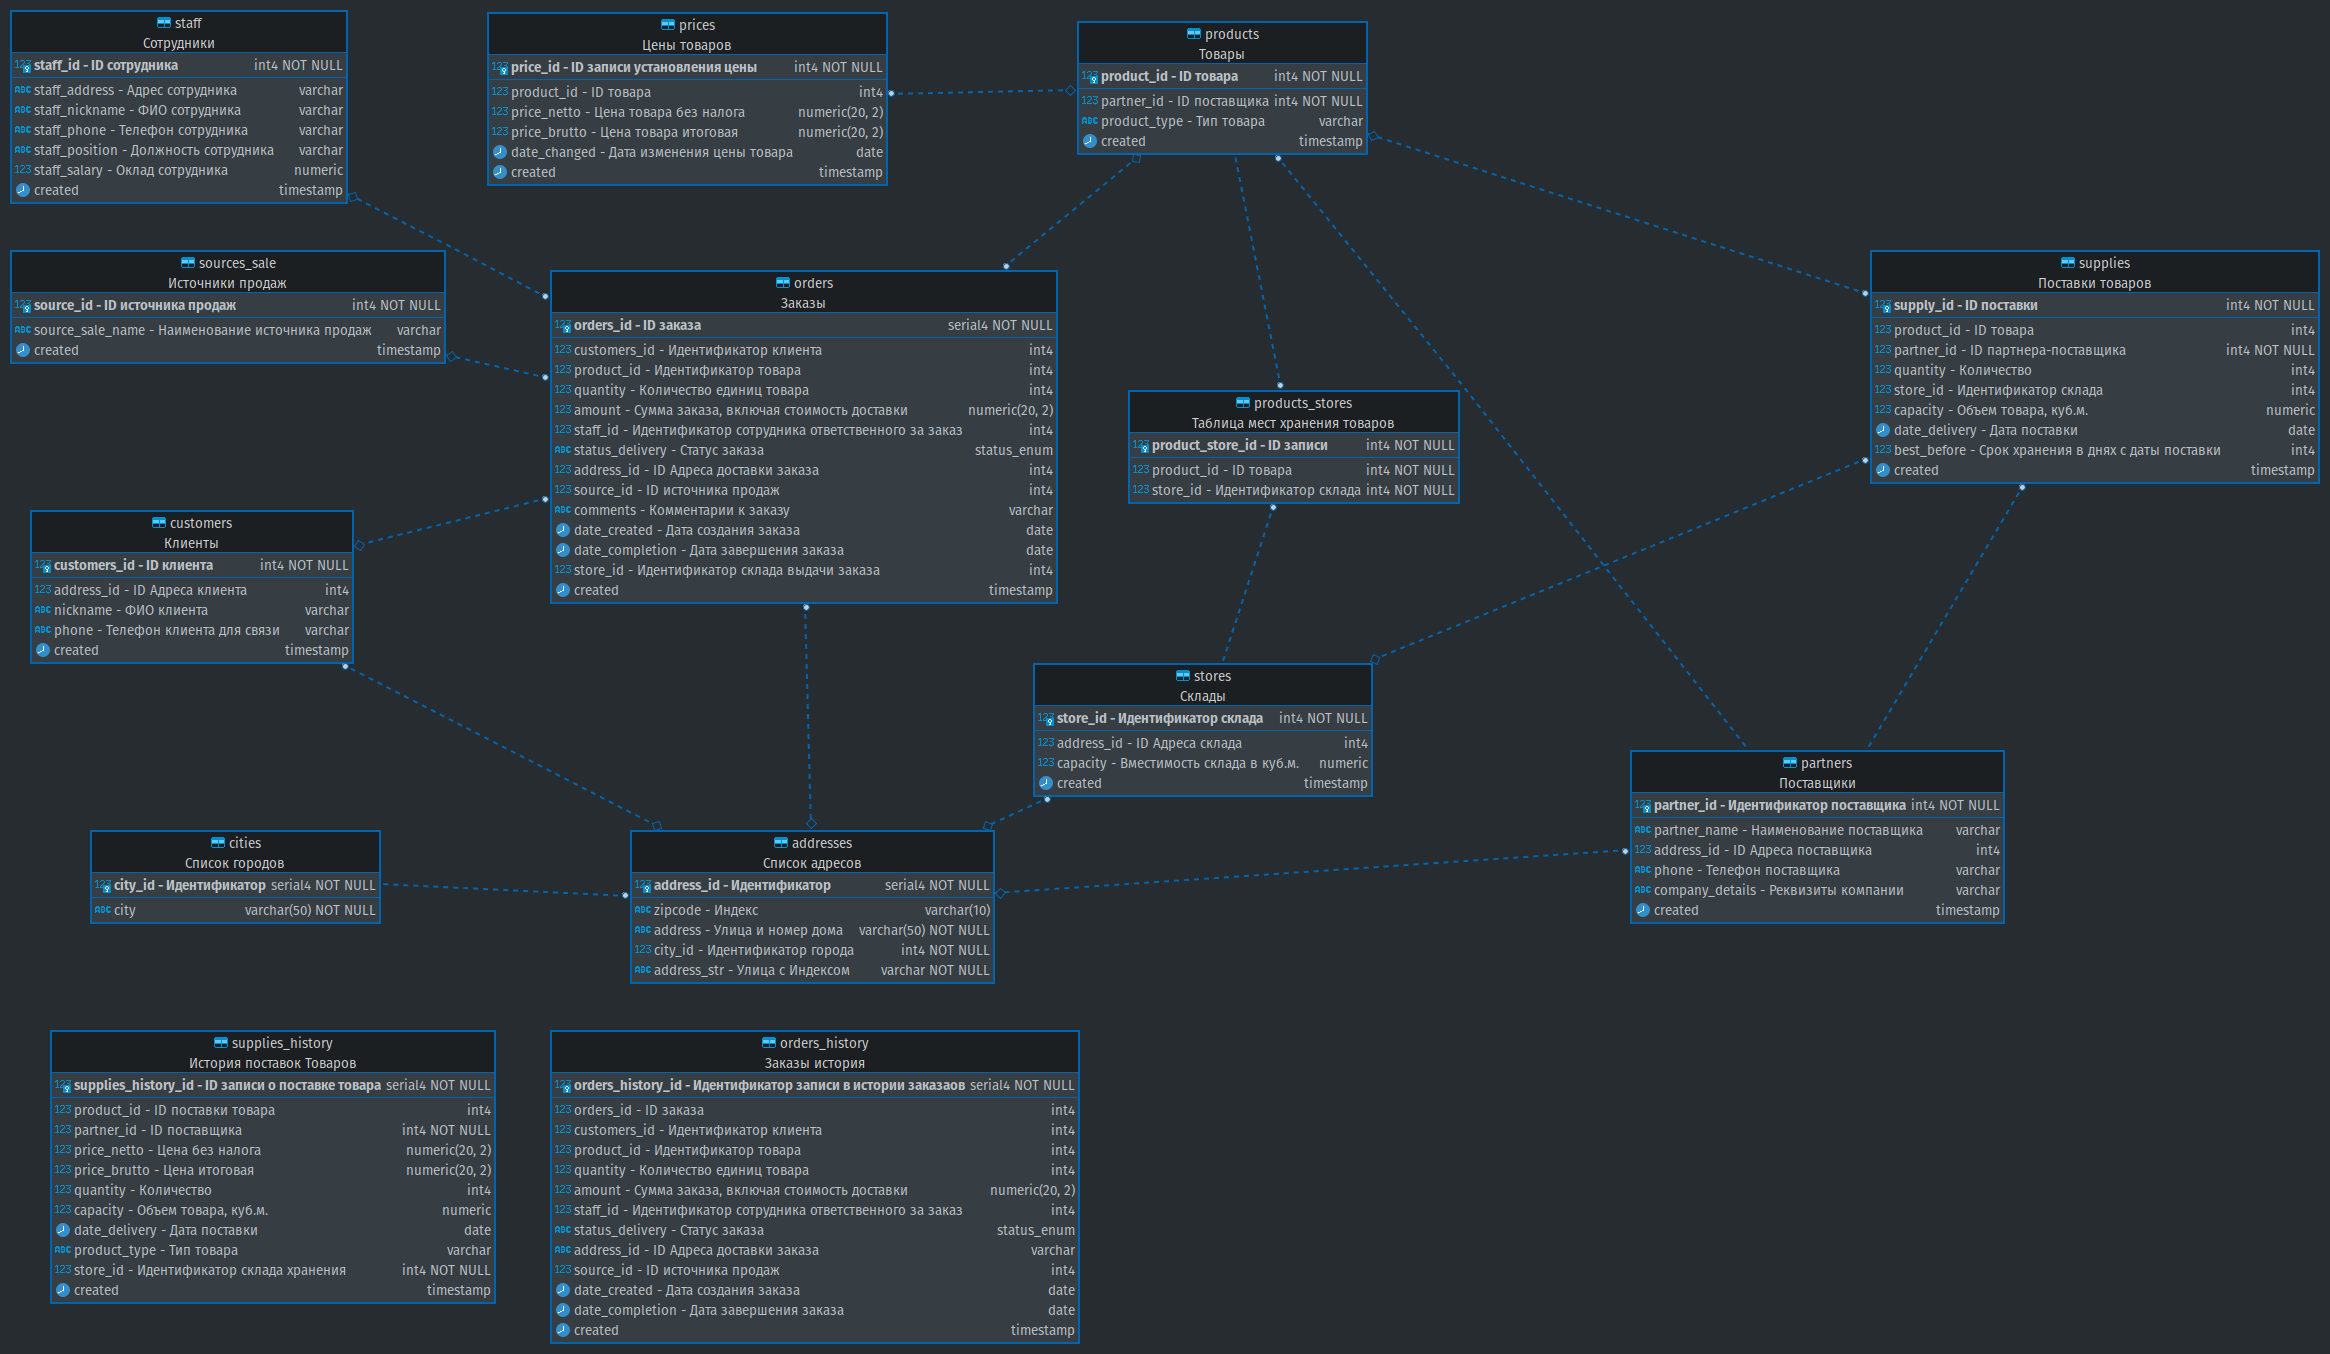 staff
Сотрудники
staff_id - ID сотрудника int4 NOT NULL
staff_address - Адрес сотрудника varchar
staff_nickname - ФИО сотрудника varchar
staff_phone - Телефон сотрудника varchar
staff_position - Должность сотрудника varchar
staff_salary - Оклад сотрудника numeric
created timestamp
prices
Цены товаров
price_id - ID записи установления цены int4 NOT NULL
product_id - ID товара int4
price_netto - Цена товара без налога numeric(20, 2)
price_brutto - Цена товара итоговая numeric(20, 2)
date_changed - Дата изменения цены товара date
created timestamp
products
Товары
product_id - ID товара int4 NOT NULL
partner_id - ID поставщика int4 NOT NULL
product_type - Тип товара varchar
created timestamp
sources_sale
Источники продаж
source_id - ID источника продаж int4 NOT NULL
source_sale_name - Наименование источника продаж varchar
created timestamp
orders
Заказы
orders_id - ID заказа serial4 NOT NULL
customers_id - Идентификатор клиента int4
product_id - Идентификатор товара int4
quantity - Количество единиц товара int4
amount - Сумма заказа, включая стоимость доставки numeric(20, 2)
staff_id - Идентификатор сотрудника ответственного за заказ int4
status_delivery - Статус заказа status_enum
address_id - ID Адреса доставки заказа int4
source_id - ID источника продаж int4
comments - Комментарии к заказу varchar
date_created - Дата создания заказа date
date_completion - Дата завершения заказа date
store_id - Идентификатор склада выдачи заказа int4
created timestamp
supplies
Поставки товаров
supply_id - ID поставки int4 NOT NULL
product_id - ID товара int4
partner_id - ID партнера-поставщика int4 NOT NULL
quantity - Количество int4
store_id - Идентификатор склада int4
capacity - Объем товара, куб.м. numeric
date_delivery - Дата поставки date
best_before - Срок хранения в днях с даты поставки int4
created timestamp
products_stores
Таблица мест хранения товаров
product_store_id - ID записи int4 NOT NULL
product_id - ID товара int4 NOT NULL
store_id - Идентификатор склада int4 NOT NULL
customers
Клиенты
customers_id - ID клиента int4 NOT NULL
address_id - ID Адреса клиента int4
nickname - ФИО клиента varchar
phone - Телефон клиента для связи varchar
created timestamp
stores
Склады
store_id - Идентификатор склада int4 NOT NULL
address_id - ID Адреса склада int4
capacity - Вместимость склада в куб.м. numeric
created timestamp
partners
Поставщики
partner_id - Идентификатор поставщика int4 NOT NULL
partner_name - Наименование поставщика varchar
address_id - ID Адреса поставщика int4
phone - Телефон поставщика varchar
company_details - Реквизиты компании varchar
created timestamp
cities
Список городов
city_id - Идентификатор serial4 NOT NULL
city varchar(50) NOT NULL
addresses
Список адресов
address_id - Идентификатор serial4 NOT NULL
zipcode - Индекс varchar(10)
address - Улица и номер дома varchar(50) NOT NULL
city_id - Идентификатор города int4 NOT NULL
address_str - Улица с Индексом varchar NOT NULL
supplies_history
История поставок Товаров
supplies_history_id - ID записи о поставке товара serial4 NOT NULL
product_id - ID поставки товара int4
partner_id - ID поставщика int4 NOT NULL
price_netto - Цена без налога numeric(20, 2)
price_brutto - Цена итоговая numeric(20, 2)
quantity - Количество int4
capacity - Объем товара, куб.м. numeric
date_delivery - Дата поставки date
product_type - Тип товара varchar
store_id - Идентификатор склада хранения int4 NOT NULL
created timestamp
orders_history
Заказы история
orders_history_id - Идентификатор записи в истории заказаов serial4 NOT NULL
orders_id - ID заказа int4
customers_id - Идентификатор клиента int4
product_id - Идентификатор товара int4
quantity - Количество единиц товара int4
amount - Сумма заказа, включая стоимость доставки numeric(20, 2)
staff_id - Идентификатор сотрудника ответственного за заказ int4
status_delivery - Статус заказа status_enum
address_id - ID Адреса доставки заказа varchar
source_id - ID источника продаж int4
date_created - Дата создания заказа date
date_completion - Дата завершения заказа date
created timestamp